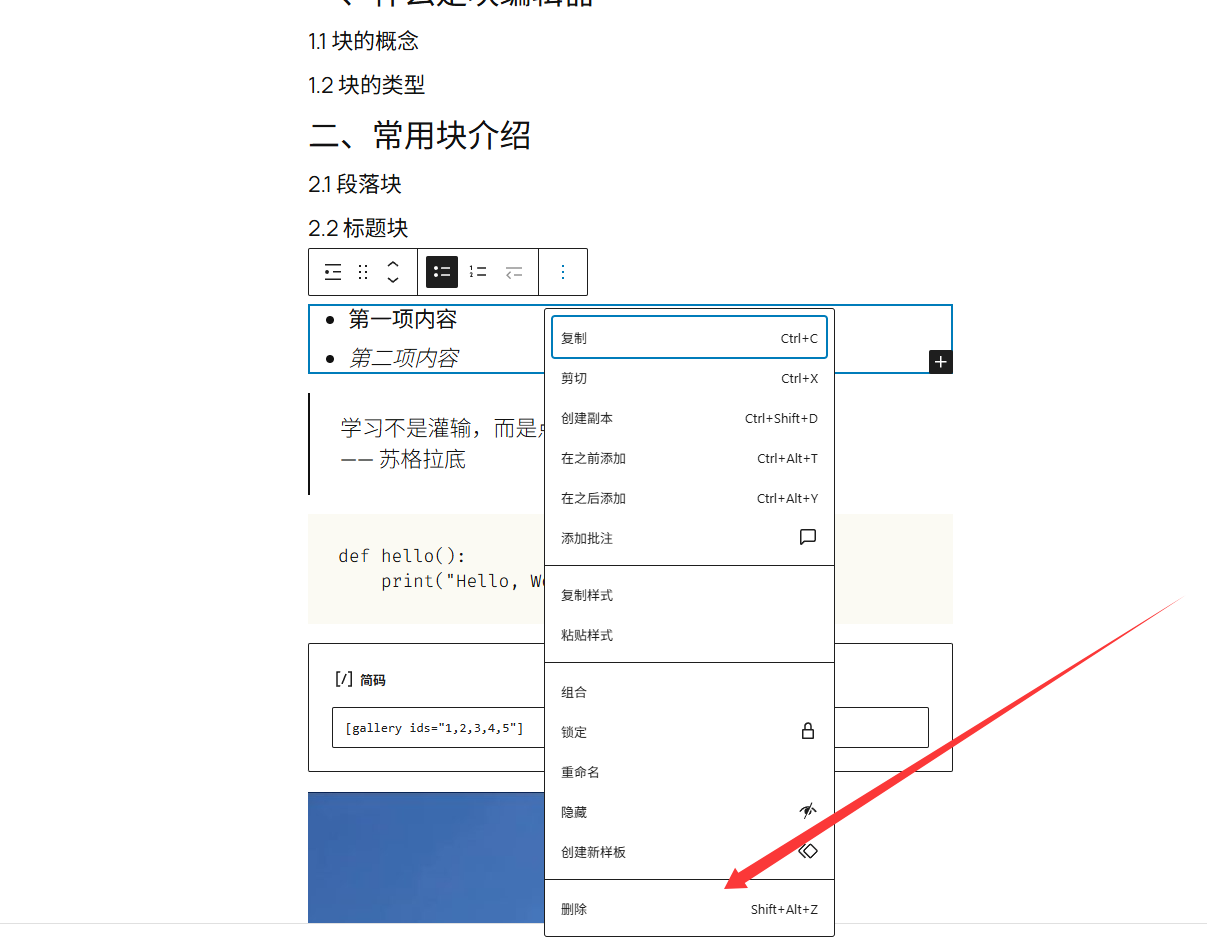 1.1 块的概念
1.2 块的类型
二、常用块介绍
2.1 段落块
2.2 标题块
第一项内容
第二项内容
学习不是灌输，而是
—— 苏格拉底
def hello():
    print("Hello, W
[/] 简码
[gallery ids="1,2,3,4,5"]
复制 Ctrl+C
剪切 Ctrl+X
创建副本 Ctrl+Shift+D
在之前添加 Ctrl+Alt+T
在之后添加 Ctrl+Alt+Y
添加批注
复制样式
粘贴样式
组合
锁定
重命名
隐藏
创建新样板
删除 Shift+Alt+Z